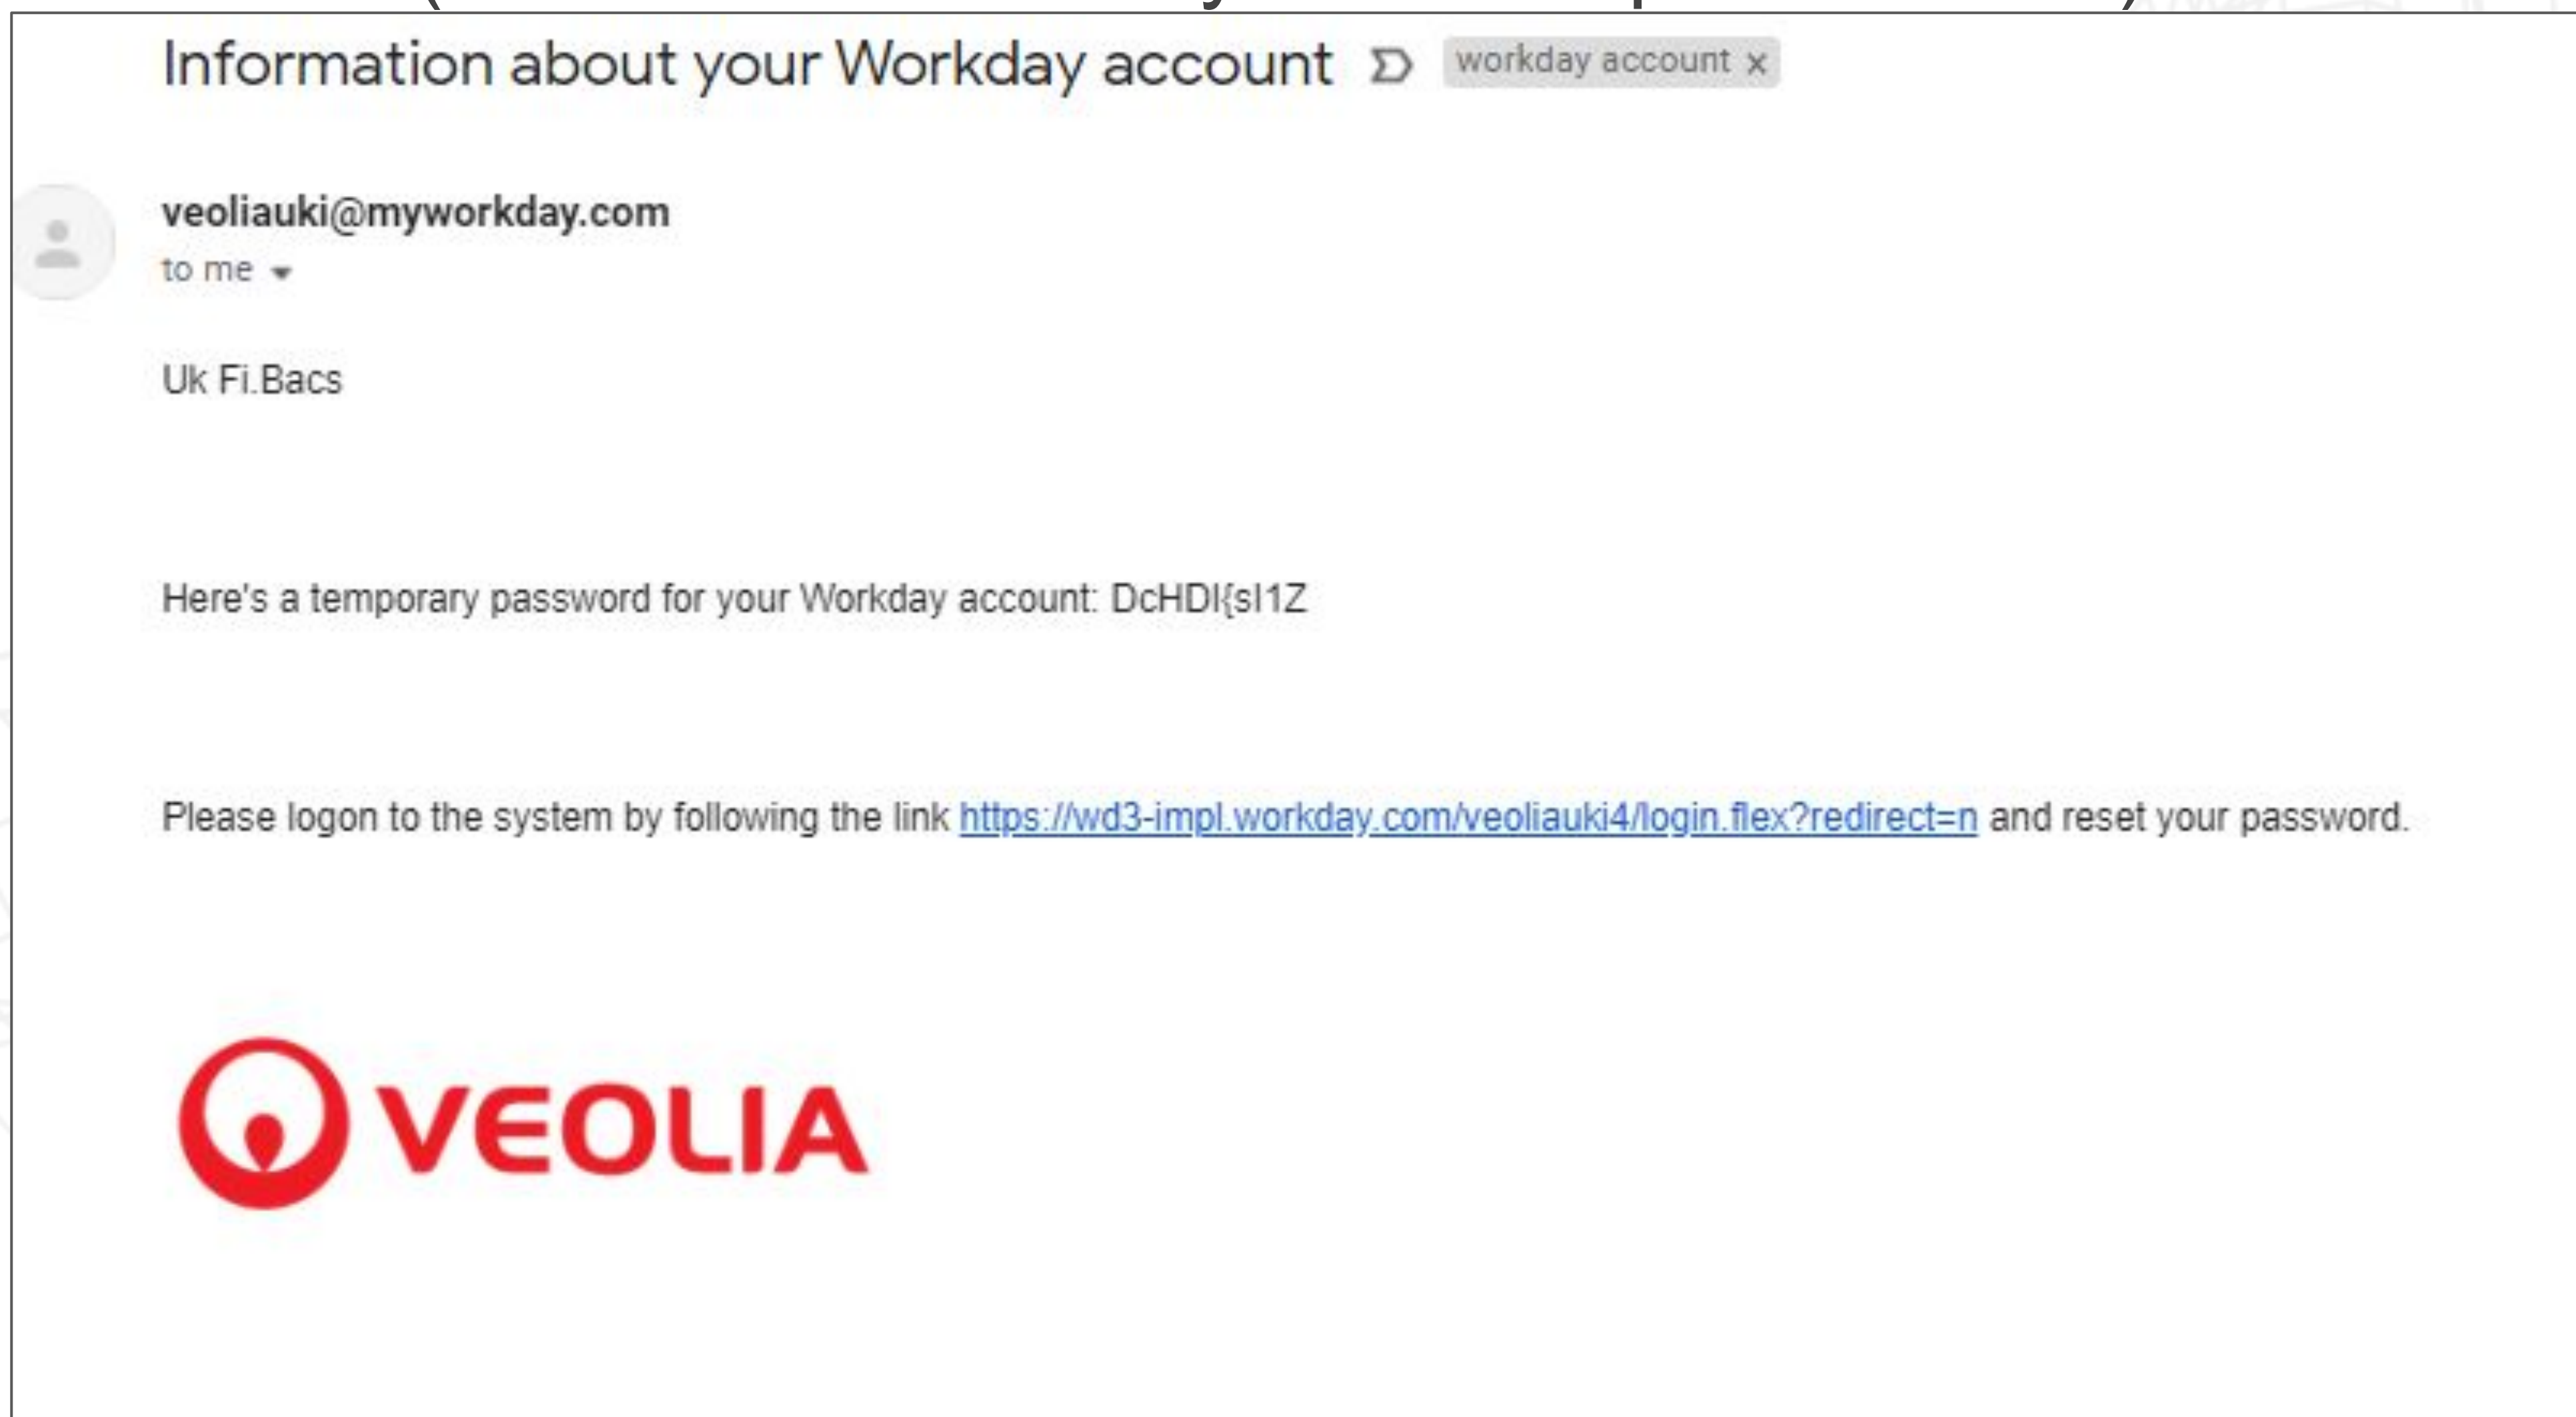 Information about your Workday account workday account x
veoliauki@myworkday.com
to me
Uk Fi.Bacs
Here's a temporary password for your Workday account: DcHDI{sI1Z
Please logon to the system by following the link https://wd3-impl.workday.com/veoliauki4/login.flex?redirect=n and reset your password.
VEOLIA